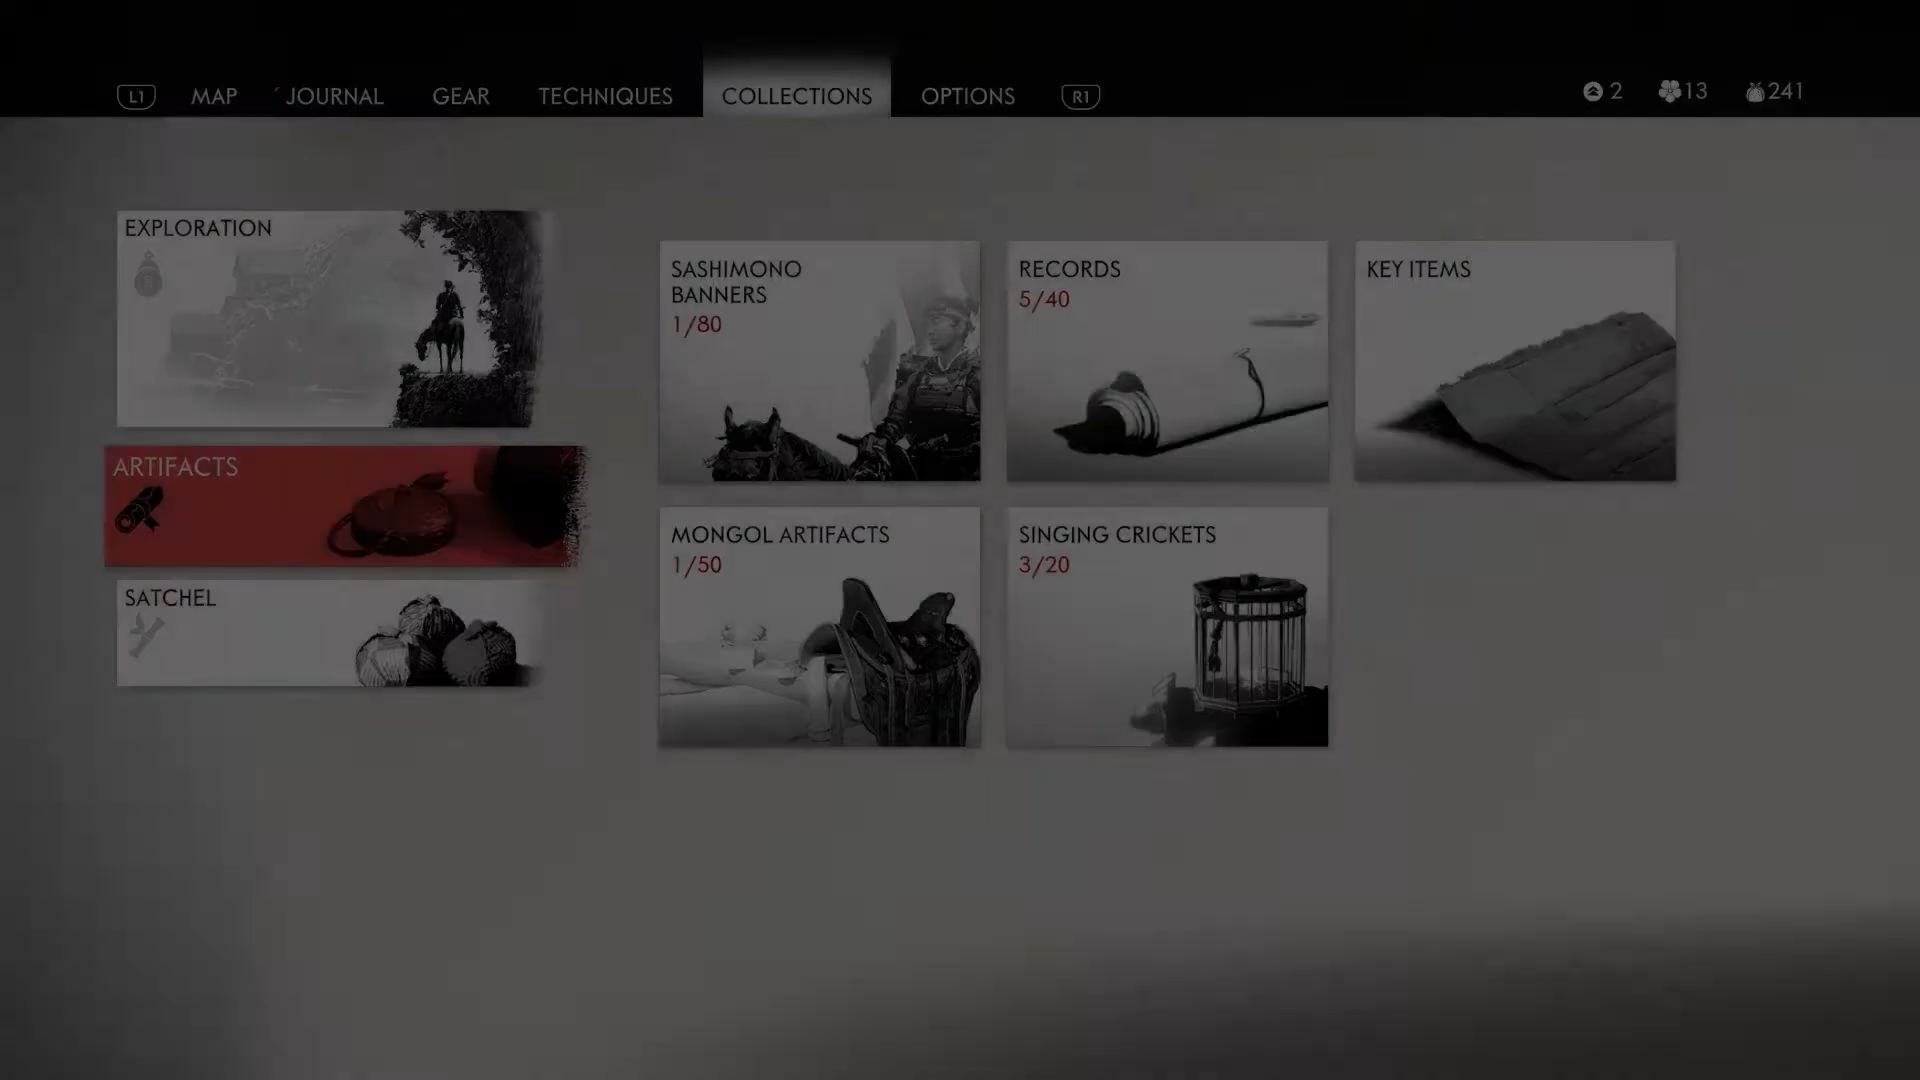 L1 MAP JOURNAL GEAR TECHNIQUES COLLECTIONS OPTIONS R1 2 13 241
EXPLORATION
ARTIFACTS
SATCHEL
SASHIMONO
BANNERS
1/80
RECORDS
5/40
KEY ITEMS
MONGOL ARTIFACTS
1/50
SINGING CRICKETS
3/20